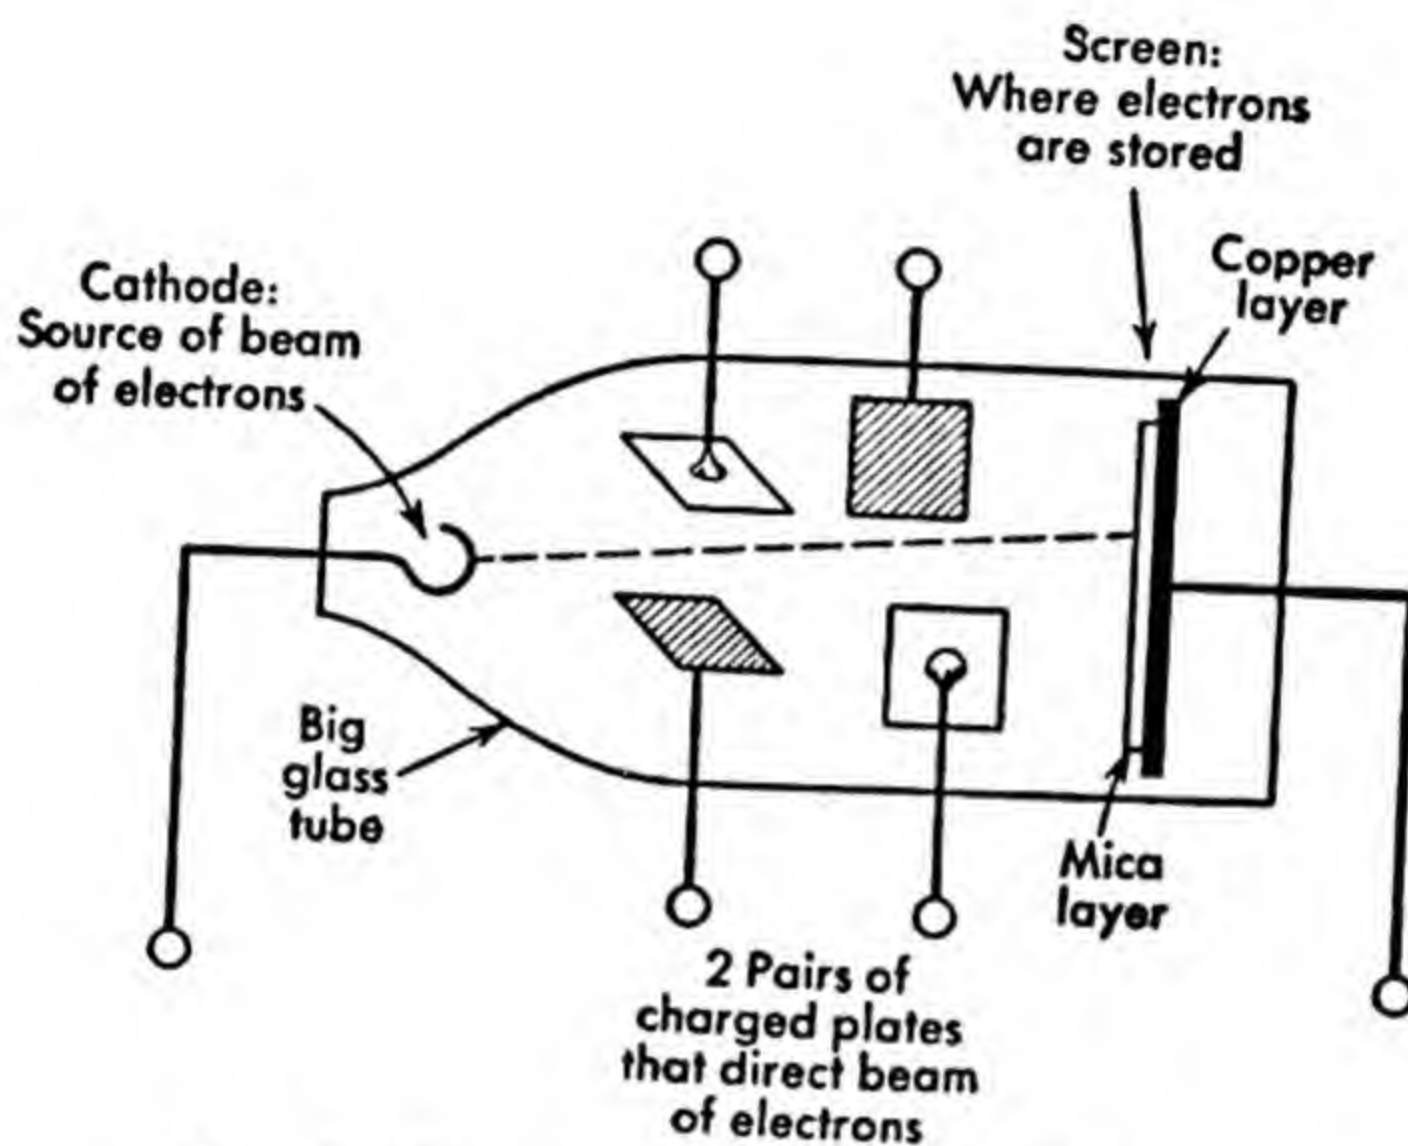 Screen:
Where electrons
are stored
Copper
layer
Cathode:
Source of beam
of electrons
Big
glass
tube
Mica
layer
2 Pairs of
charged plates
that direct beam
of electrons